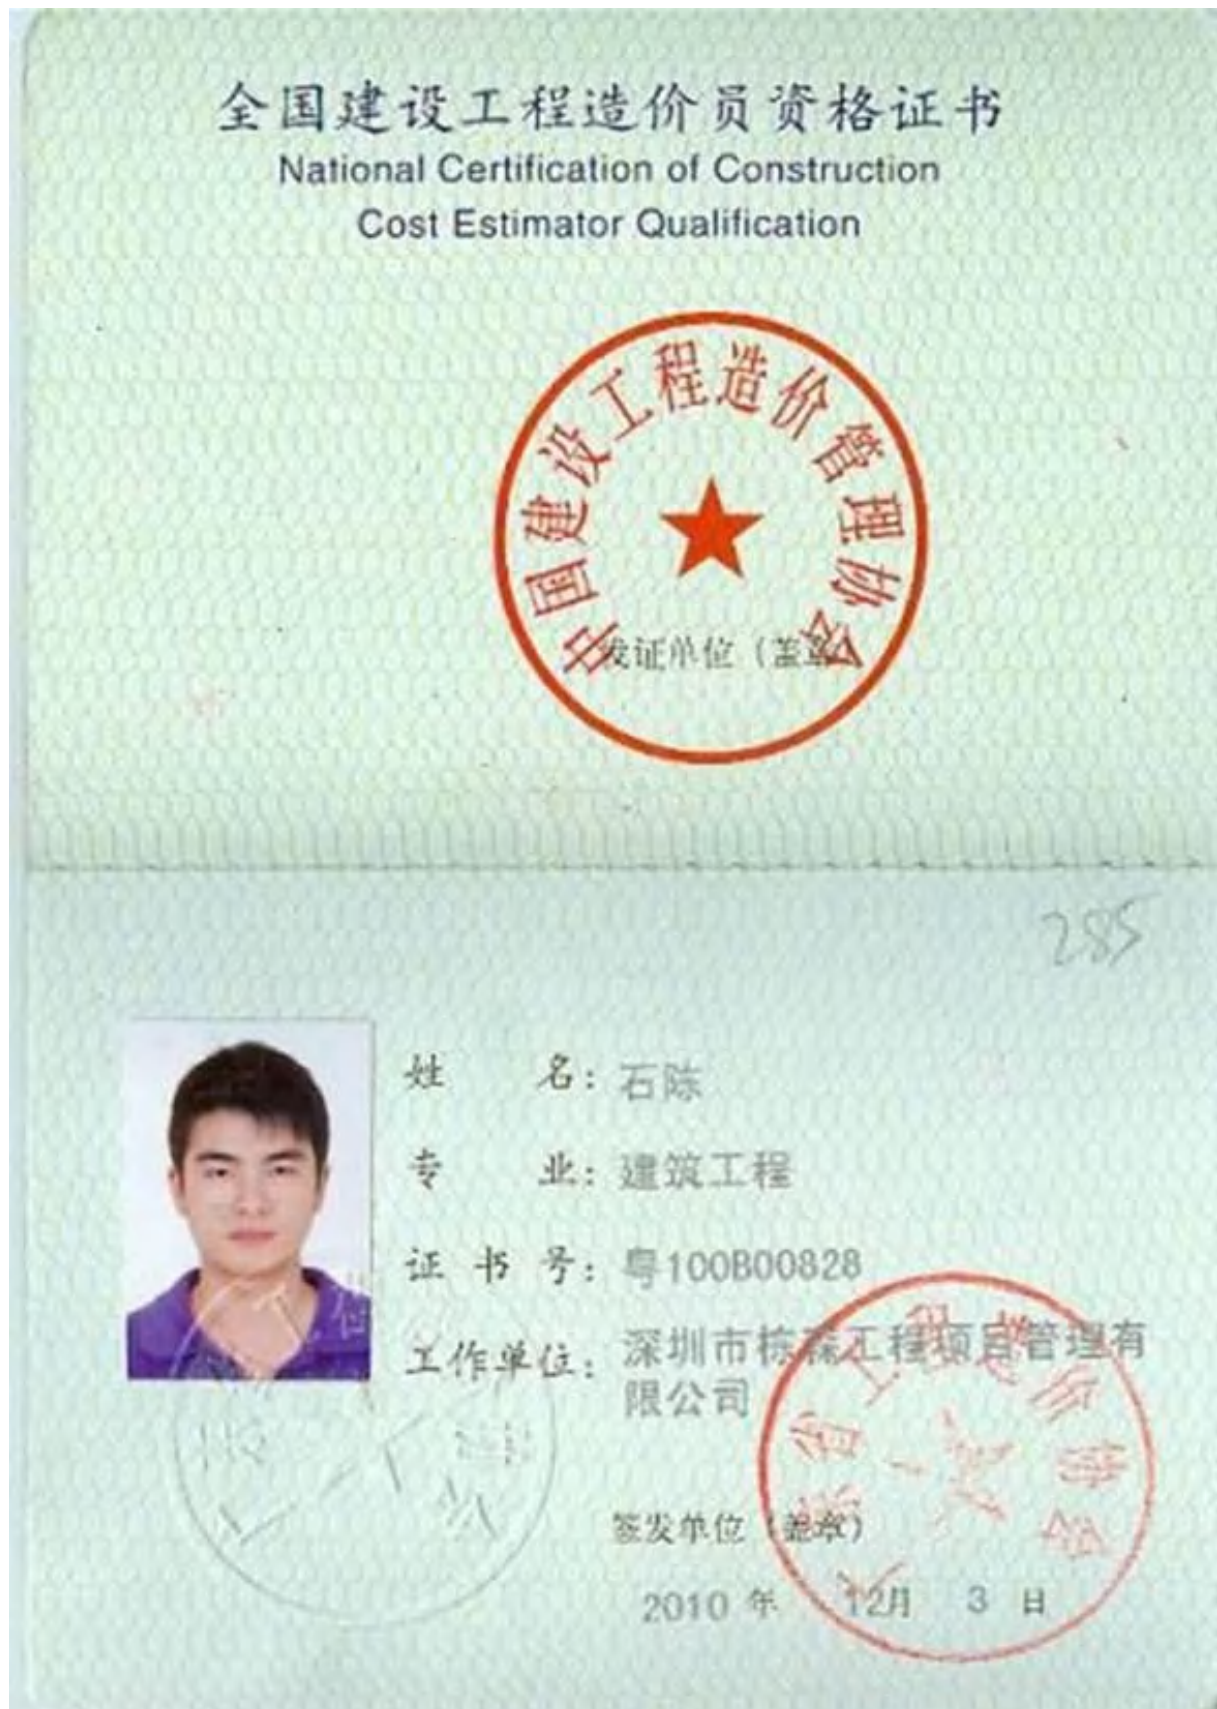 全国建设工程造价员资格证书
National Certification of Construction
Cost Estimator Qualification
中国建设工程造价管理协会
发证单位（盖章
285
姓 名：石陈
专 业：建筑工程
证 书 号：粤100B00828
工作单位：深圳市栋森工程项目管理有
限公司
签发单位（盖章）
2010 年 12月 3 日